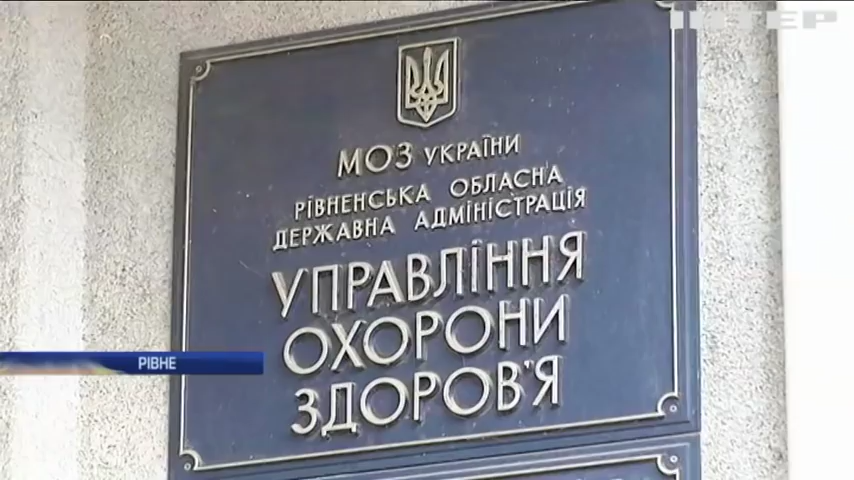 ІНТЕР
МОЗ УКРАЇНИ
РІВНЕНСЬКА ОБЛАСНА
ДЕРЖАВНА АДМІНІСТРАЦІЯ
УПРАВЛІННЯ
ОХОРОНИ
ЗДОРОВ'Я
РІВНЕ